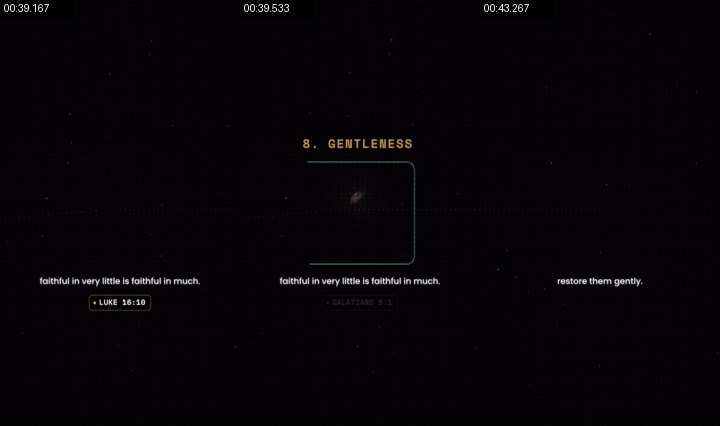 00:39.167
00:39.533
00:43.267
8. GENTLENESS
faithful in very little is faithful in much.
faithful in very little is faithful in much.
restore them gently.
LUKE 16:10
GALATIANS 6:1